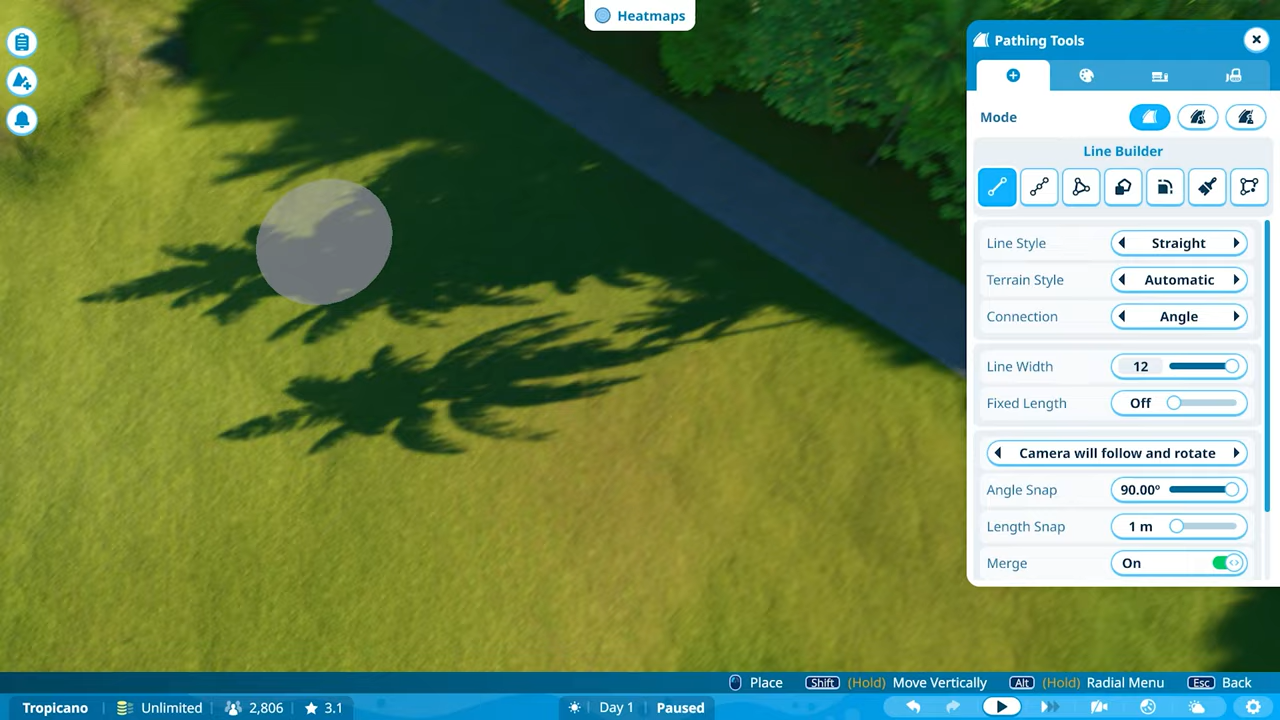 Heatmaps
Pathing Tools
Mode
Line Builder
Line Style Straight
Terrain Style Automatic
Connection Angle
Line Width 12
Fixed Length Off
Camera will follow and rotate
Angle Snap 90.00°
Length Snap 1 m
Merge On
Place Shift (Hold) Move Vertically Alt (Hold) Radial Menu Esc Back
Tropicano Unlimited 2,806 3.1 Day 1 Paused